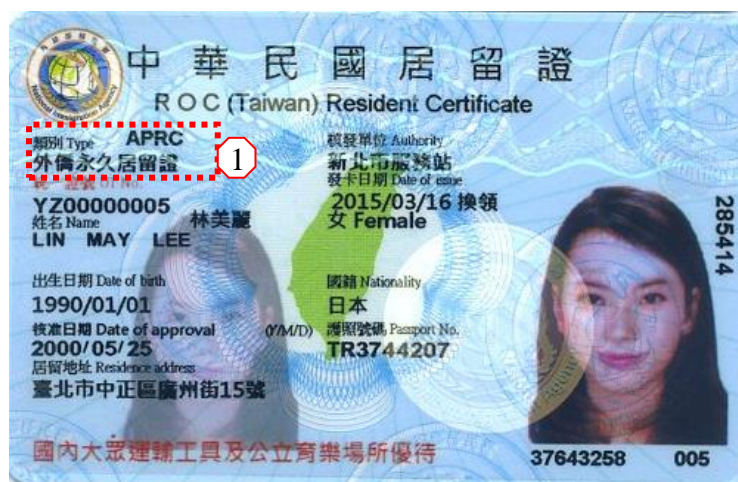 中華民國居留證
ROC (Taiwan) Resident Certificate
類別 Type APRC
外僑永久居留證
1
核發單位 Authority
新北市服務站
發卡日期 Date of issue
2015/03/16 換領
YZ00000005
姓名 Name 林美麗
女 Female
LIN MAY LEE
285414
出生日期 Date of birth
1990/01/01
國籍 Nationality
日本
核准日期 Date of approval (Y/M/D)
2000/05/25
護照號碼 Passport No.
TR3744207
居留地址 Residence address
臺北市中正區廣州街15號
國內大眾運輸工具及公立育樂場所優待
37643258 005